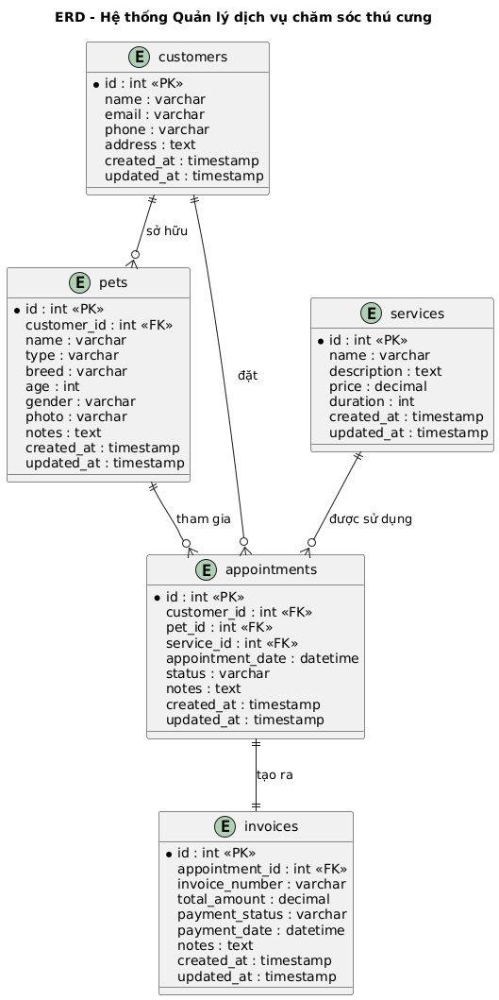 ERD - Hệ thống Quản lý dịch vụ chăm sóc thú cưng
E customers
id : int «PK»
name : varchar
email : varchar
phone : varchar
address : text
created_at : timestamp
updated_at : timestamp
sở hữu
E pets
id : int «PK»
customer_id : int «FK»
name : varchar
type : varchar
breed : varchar
age : int
gender : varchar
photo : varchar
notes : text
created_at : timestamp
updated_at : timestamp
đặt
E services
id : int «PK»
name : varchar
description : text
price : decimal
duration : int
created_at : timestamp
updated_at : timestamp
tham gia
được sử dụng
E appointments
id : int «PK»
customer_id : int «FK»
pet_id : int «FK»
service_id : int «FK»
appointment_date : datetime
status : varchar
notes : text
created_at : timestamp
updated_at : timestamp
tạo ra
E invoices
id : int «PK»
appointment_id : int «FK»
invoice_number : varchar
total_amount : decimal
payment_status : varchar
payment_date : datetime
notes : text
created_at : timestamp
updated_at : timestamp